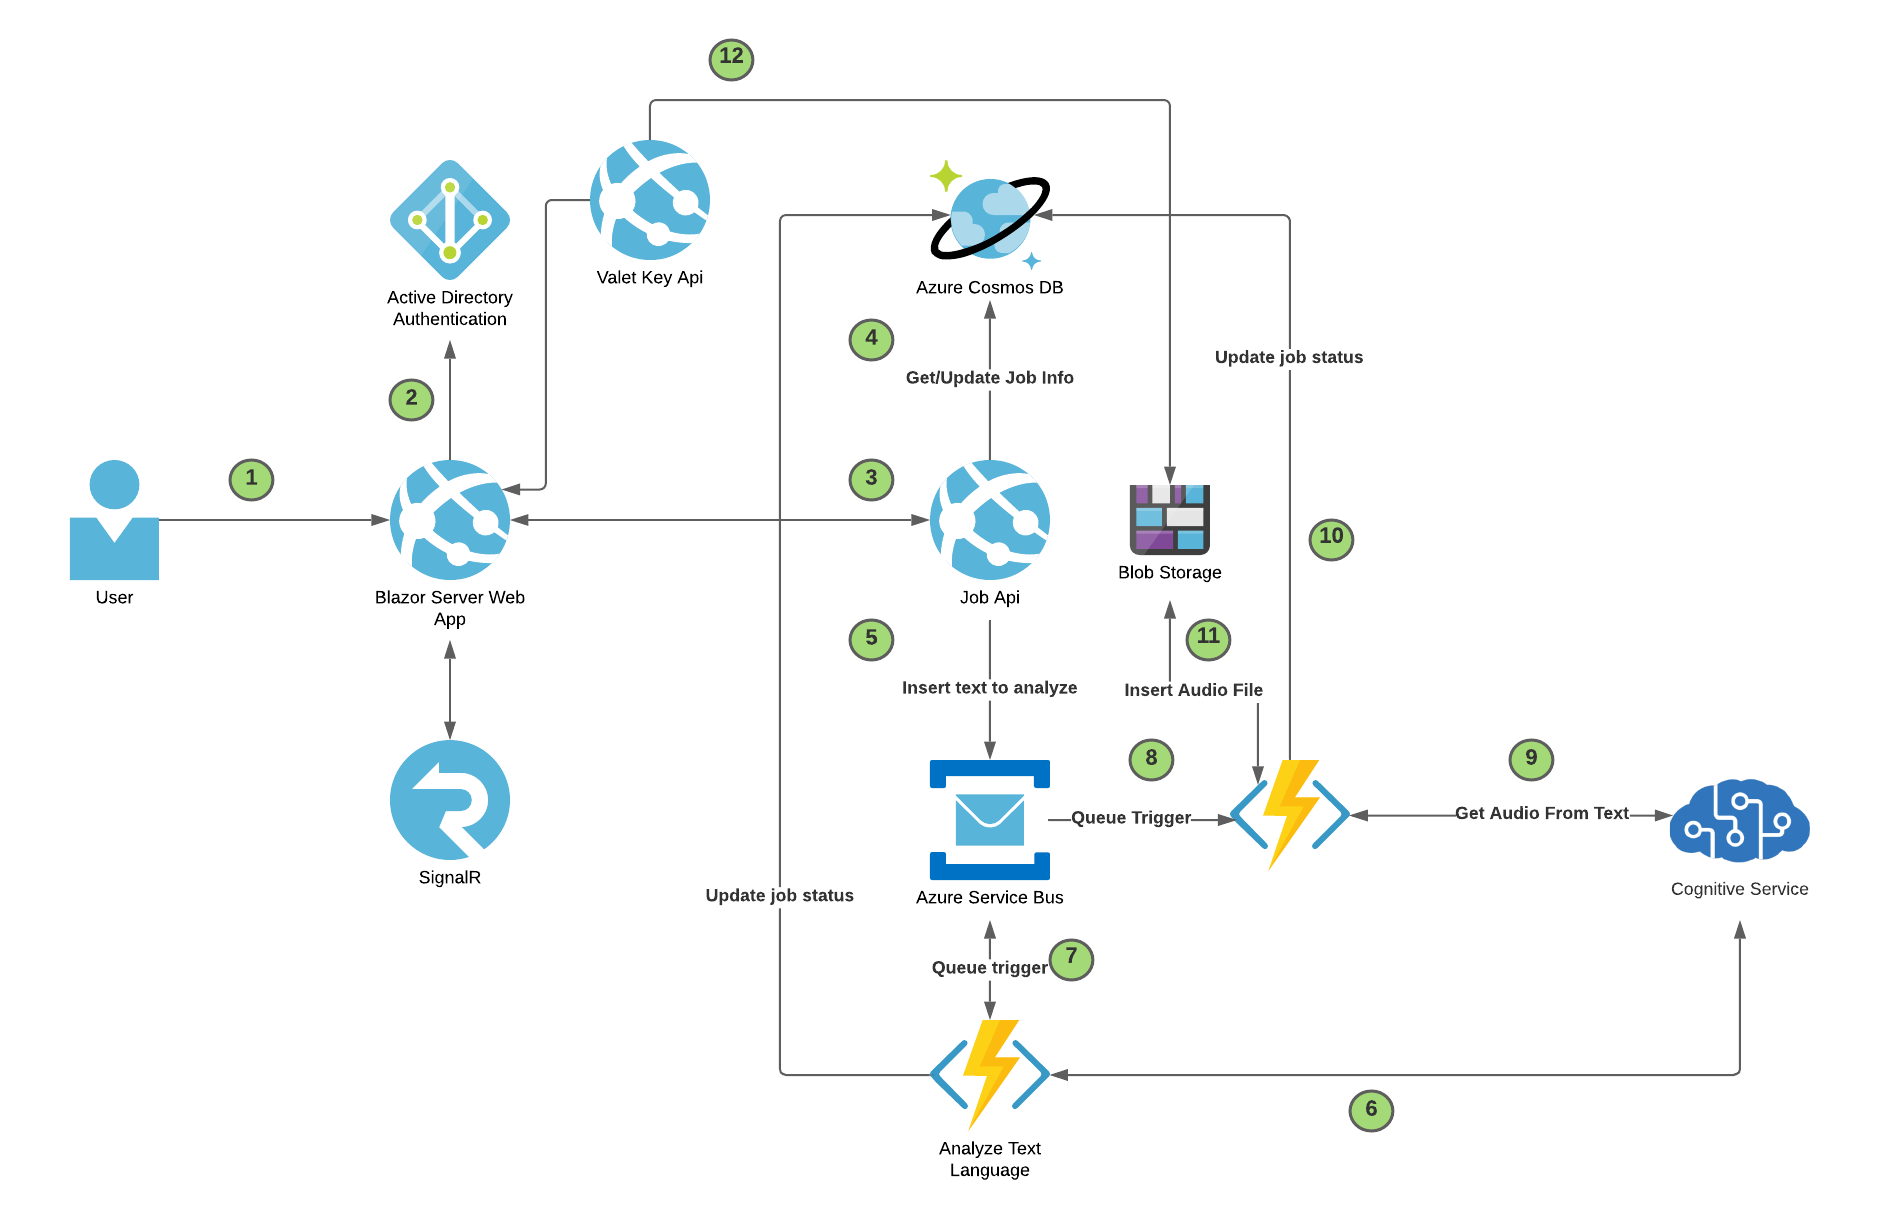 12
Valet Key Api
Active Directory
Authentication
Azure Cosmos DB
4
Update job status
Get/Update Job Info
2
1
3
10
Blob Storage
User
Blazor Server Web
App
Job Api
5
11
Insert text to analyze
Insert Audio File
8
9
Queue Trigger
Get Audio From Text
SignalR
Update job status
Azure Service Bus
Cognitive Service
7
Queue trigger
6
Analyze Text
Language